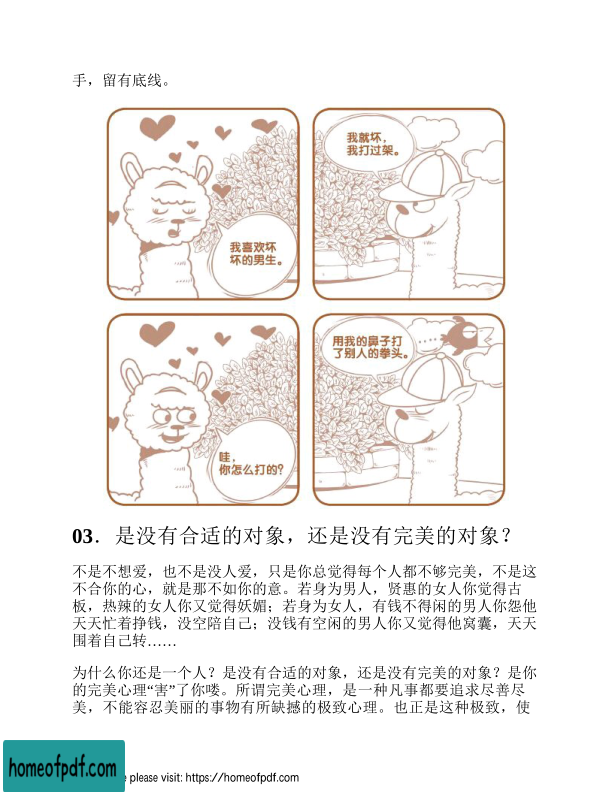 手，留有底线。
我喜欢坏
坏的男生。
我就坏，
我打过架。
哇，
你怎么打的?
用我的鼻子打
了别人的拳头。
03．是没有合适的对象，还是没有完美的对象？
不是不想爱，也不是没人爱，只是你总觉得每个人都不够完美，不是这
不合你的心，就是那不如你的意。若身为男人，贤惠的女人你觉得古
板，热辣的女人你又觉得妖媚；若身为女人，有钱不得闲的男人你怨他
天天忙着挣钱，没空陪自己；没钱有空闲的男人你又觉得他窝囊，天天
围着自己转……
为什么你还是一个人？是没有合适的对象，还是没有完美的对象？是你
的完美心理“害”了你喽。所谓完美心理，是一种凡事都要追求尽善尽
美，不能容忍美丽的事物有所缺撼的极致心理。也正是这种极致，使
homeofpdf.com
please visit: https://homeofpdf.com